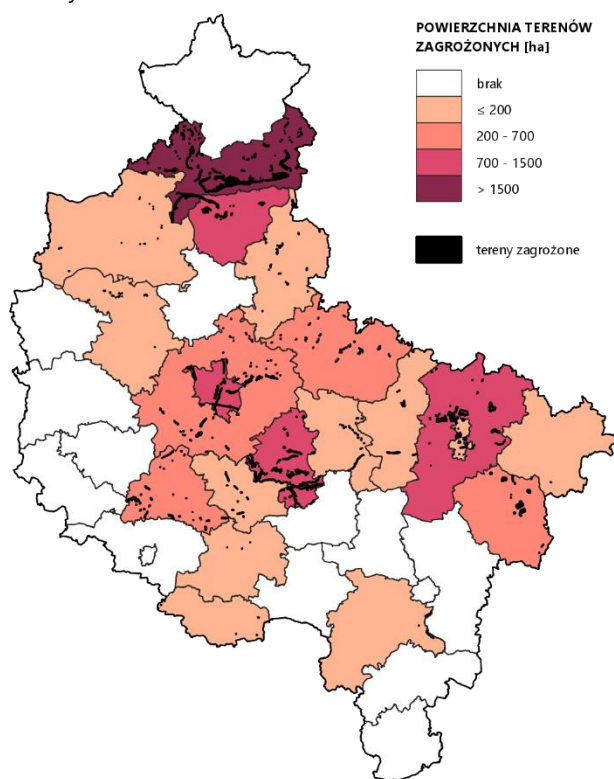 POWIERZCHNIA TERENÓW
ZAGROŻONYCH [ha]
brak
≤ 200
200 - 700
700 - 1500
> 1500
tereny zagrożone